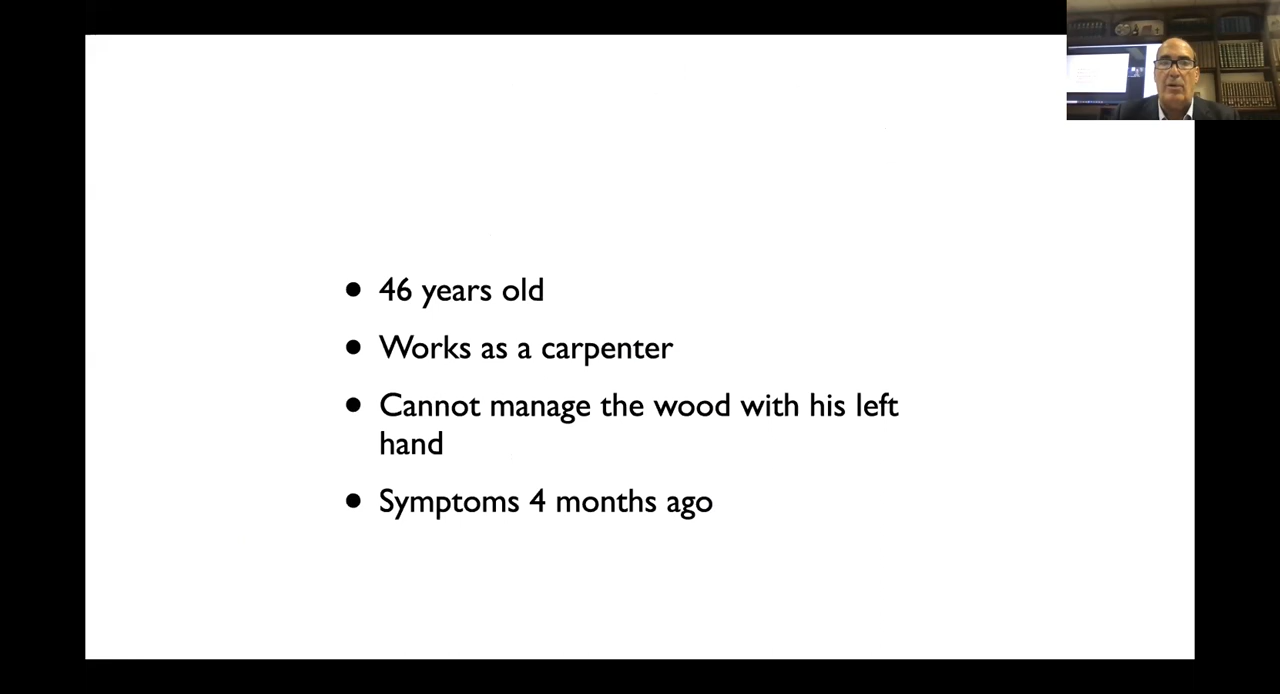 • 46 years old
• Works as a carpenter
• Cannot manage the wood with his left
hand
• Symptoms 4 months ago